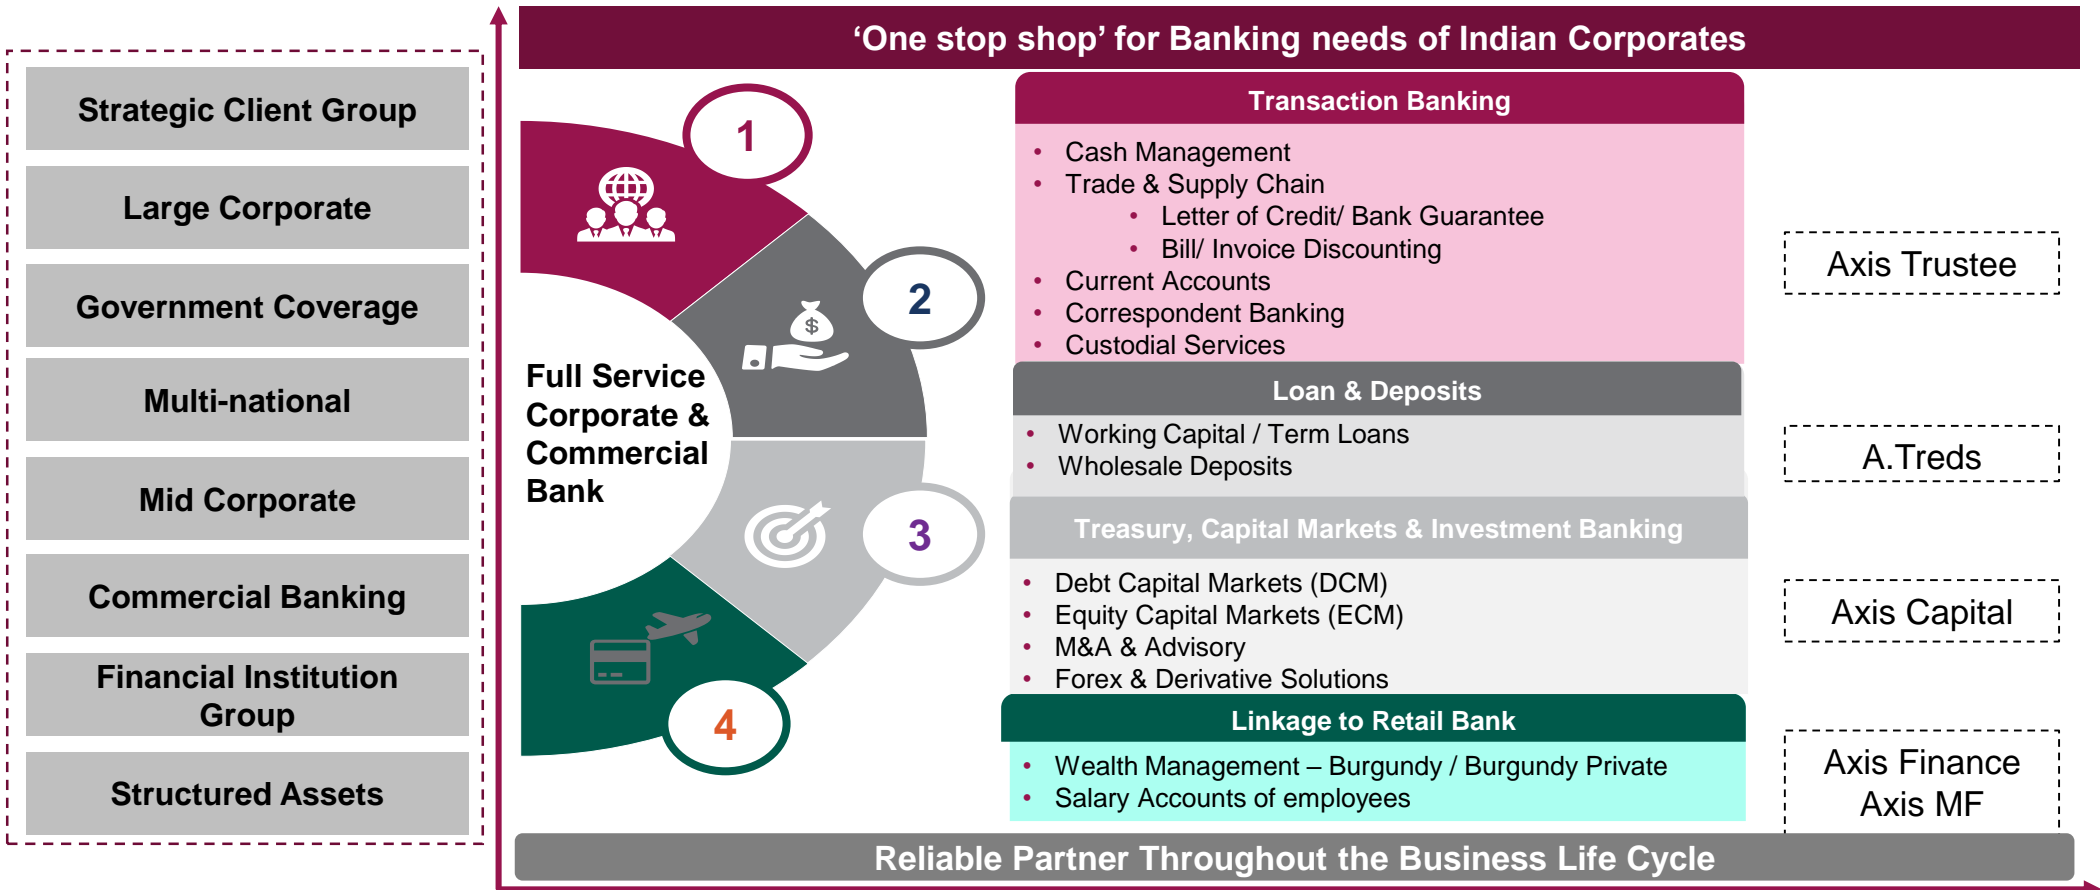 ‘One stop shop’ for Banking needs of Indian Corporates
Strategic Client Group
Large Corporate
Government Coverage
Multi-national
Mid Corporate
Commercial Banking
Financial Institution
Group
Structured Assets
Full Service
Corporate &
Commercial
Bank
1
2
3
4
$
Transaction Banking
• Cash Management
• Trade & Supply Chain
• Letter of Credit/ Bank Guarantee
• Bill/ Invoice Discounting
• Current Accounts
• Correspondent Banking
• Custodial Services
Loan & Deposits
• Working Capital / Term Loans
• Wholesale Deposits
Treasury, Capital Markets & Investment Banking
• Debt Capital Markets (DCM)
• Equity Capital Markets (ECM)
• M&A & Advisory
• Forex & Derivative Solutions
Linkage to Retail Bank
• Wealth Management – Burgundy / Burgundy Private
• Salary Accounts of employees
Axis Trustee
A.Treds
Axis Capital
Axis Finance
Axis MF
Reliable Partner Throughout the Business Life Cycle